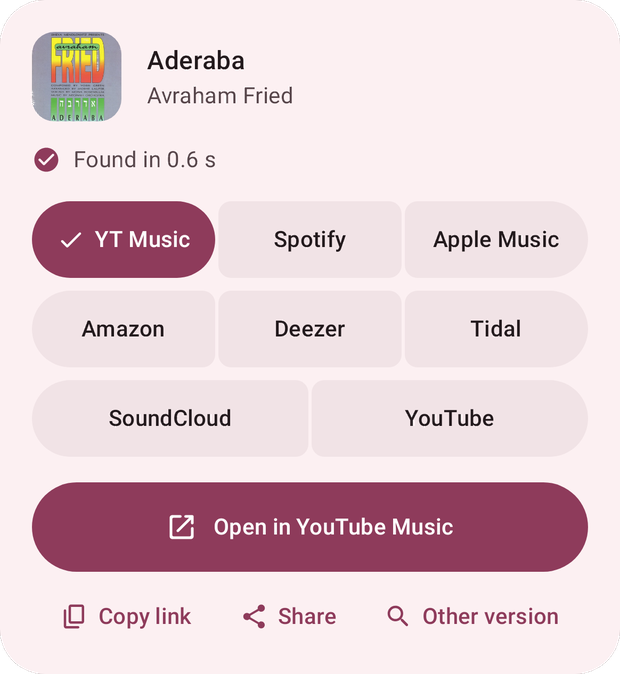 avraham
FRIED
אדרבה
ADERABA
Aderaba
Avraham Fried
Found in 0.6 s
YT Music
Spotify
Apple Music
Amazon
Deezer
Tidal
SoundCloud
YouTube
Open in YouTube Music
Copy link
Share
Other version